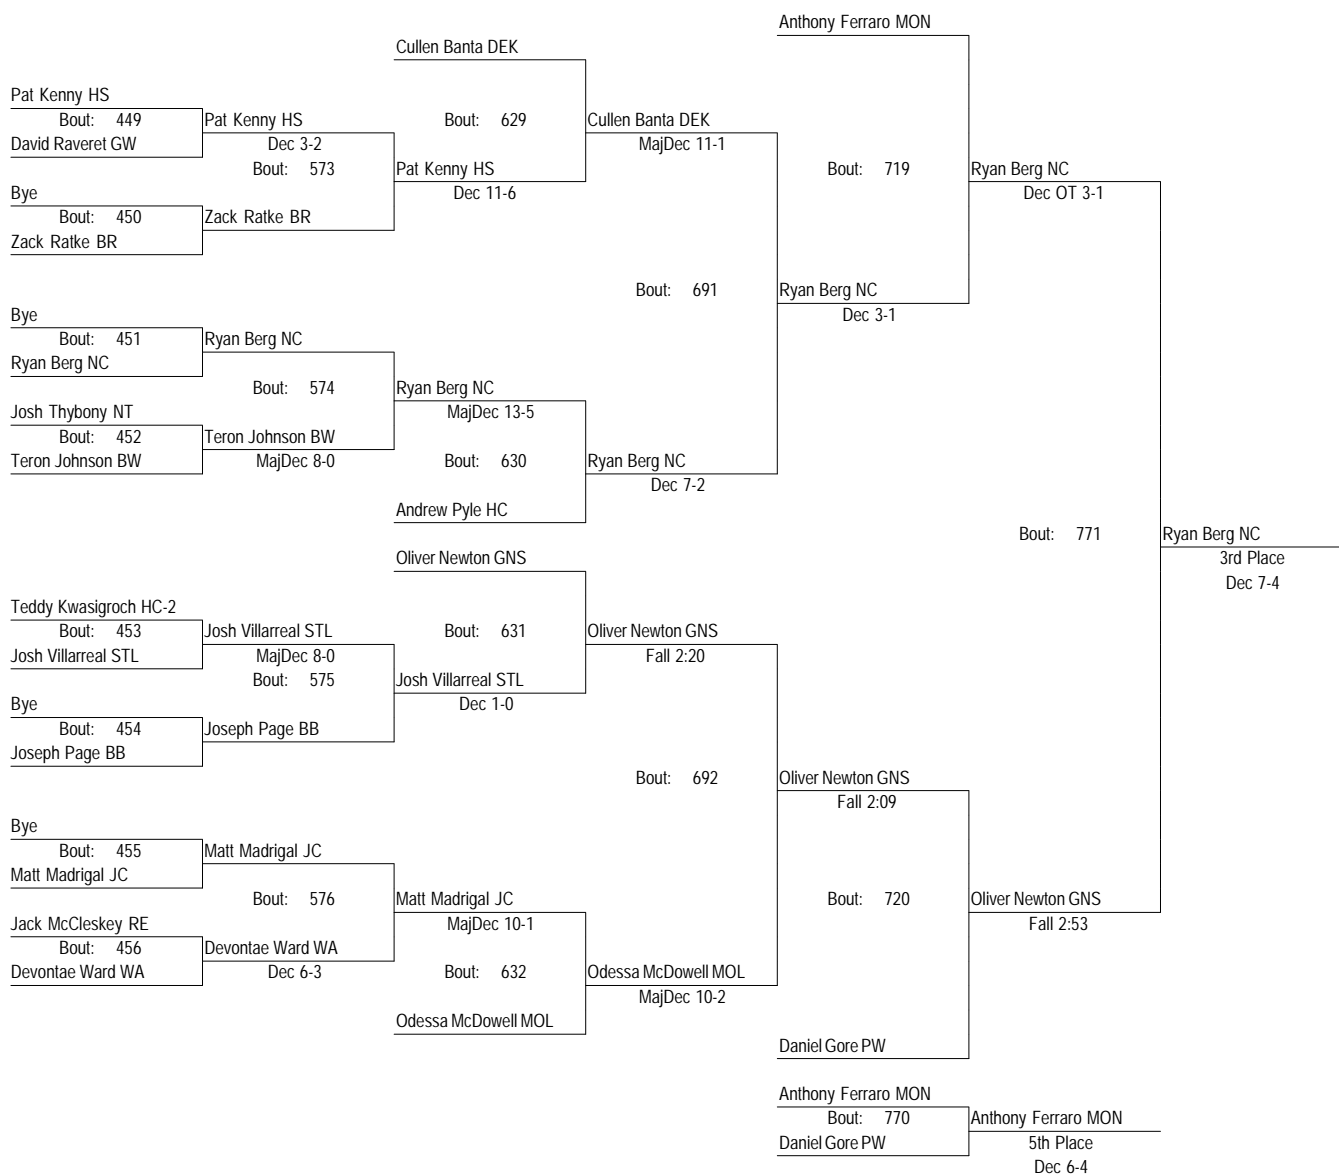 Anthony Ferraro MON
Cullen Banta DEK
Pat Kenny HS
Bout: 449
Pat Kenny HS
Bout: 629
Cullen Banta DEK
David Raveret GW
Dec 3-2
MajDec 11-1
Bout: 573
Pat Kenny HS
Bout: 719
Ryan Berg NC
Bye
Dec 11-6
Dec OT 3-1
Bout: 450
Zack Ratke BR
Zack Ratke BR
Bout: 691
Ryan Berg NC
Bye
Dec 3-1
Bout: 451
Ryan Berg NC
Ryan Berg NC
Bout: 574
Ryan Berg NC
Josh Thybony NT
MajDec 13-5
Bout: 452
Teron Johnson BW
Teron Johnson BW
MajDec 8-0
Bout: 630
Ryan Berg NC
Dec 7-2
Andrew Pyle HC
Bout: 771
Ryan Berg NC
Oliver Newton GNS
3rd Place
Dec 7-4
Teddy Kwasigroch HC-2
Bout: 453
Josh Villarreal STL
Bout: 631
Oliver Newton GNS
Josh Villarreal STL
MajDec 8-0
Fall 2:20
Bout: 575
Josh Villarreal STL
Bye
Dec 1-0
Bout: 454
Joseph Page BB
Joseph Page BB
Bout: 692
Oliver Newton GNS
Fall 2:09
Bye
Bout: 455
Matt Madrigal JC
Matt Madrigal JC
Bout: 576
Matt Madrigal JC
Bout: 720
Oliver Newton GNS
Jack McCleskey RE
MajDec 10-1
Fall 2:53
Bout: 456
Devontae Ward WA
Devontae Ward WA
Dec 6-3
Bout: 632
Odessa McDowell MOL
MajDec 10-2
Odessa McDowell MOL
Daniel Gore PW
Anthony Ferraro MON
Bout: 770
Anthony Ferraro MON
Daniel Gore PW
5th Place
Dec 6-4